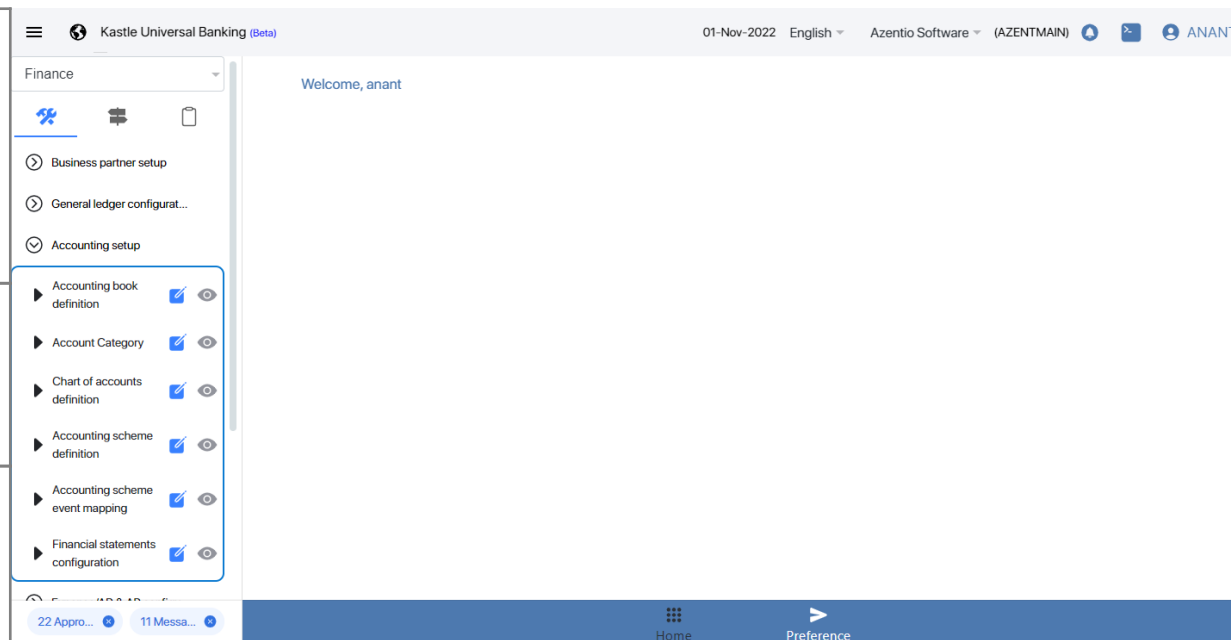 Kastle Universal Banking (Beta)
01-Nov-2022 English Azentio Software (AZENTMAIN) ANANT
Finance
Welcome, anant
Business partner setup
General ledger configurat...
Accounting setup
Accounting book
definition
Account Category
Chart of accounts
definition
Accounting scheme
definition
Accounting scheme
event mapping
Financial statements
configuration
22 Appro... 11 Messa...
Home Preference